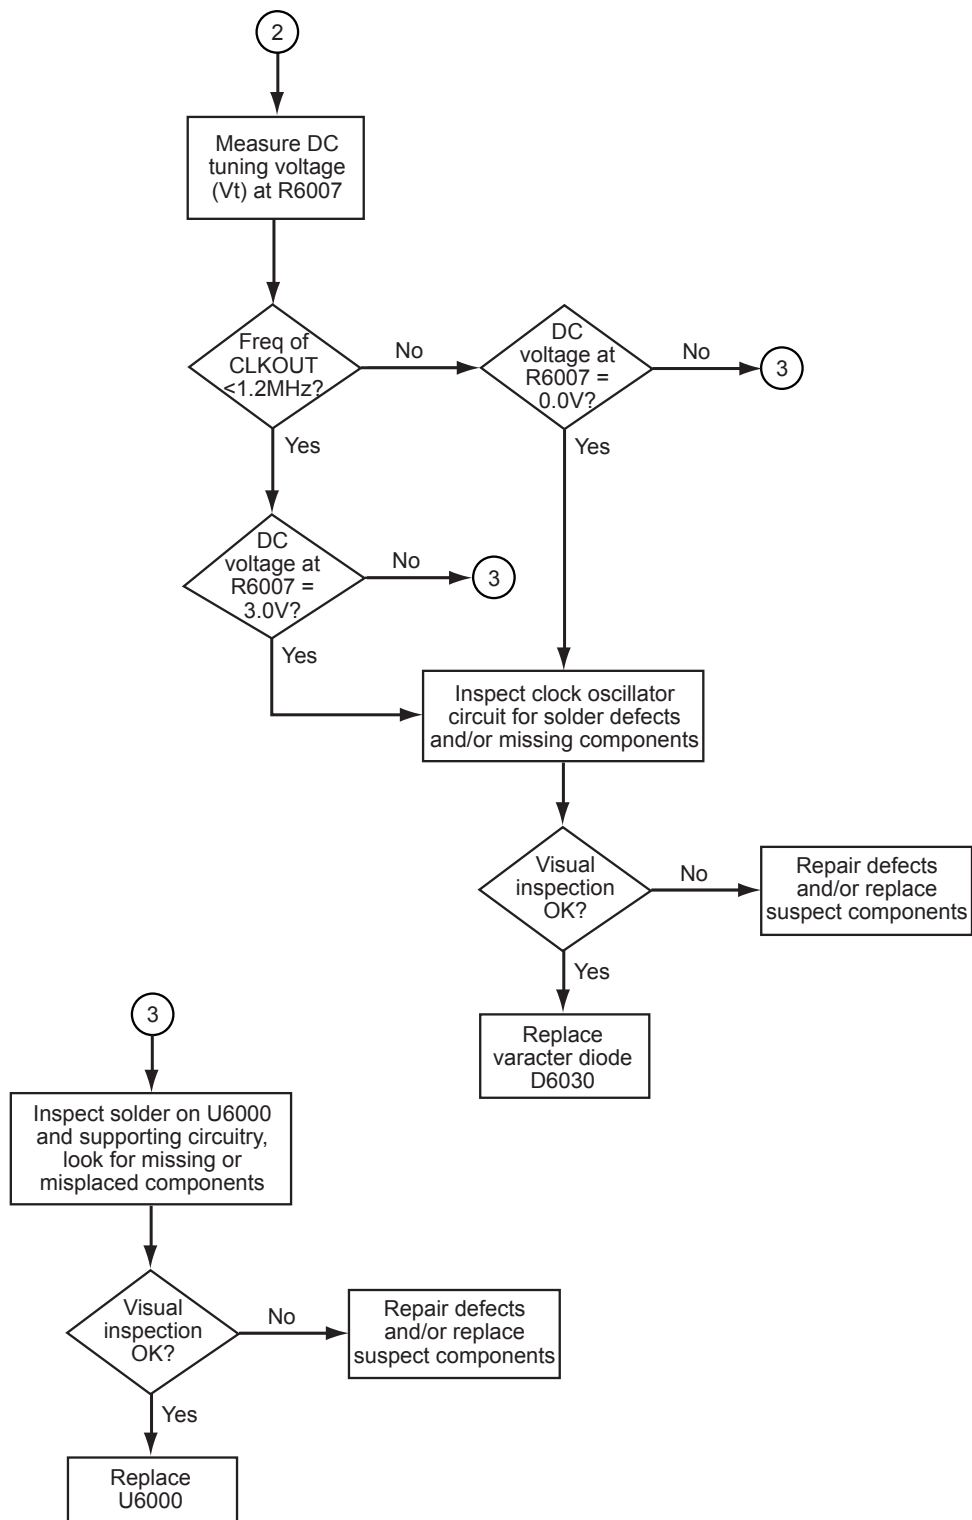 2
Measure DC
tuning voltage
(Vt) at R6007
Freq of
CLKOUT
<1.2MHz?
No
DC
voltage at
R6007 =
0.0V?
No
3
Yes
Yes
DC
voltage at
R6007 =
3.0V?
No
3
Yes
Inspect clock oscillator
circuit for solder defects
and/or missing components
Visual
inspection
OK?
No
Repair defects
and/or replace
suspect components
Yes
Replace
varacter diode
D6030
3
Inspect solder on U6000
and supporting circuitry,
look for missing or
misplaced components
Visual
inspection
OK?
No
Repair defects
and/or replace
suspect components
Yes
Replace
U6000